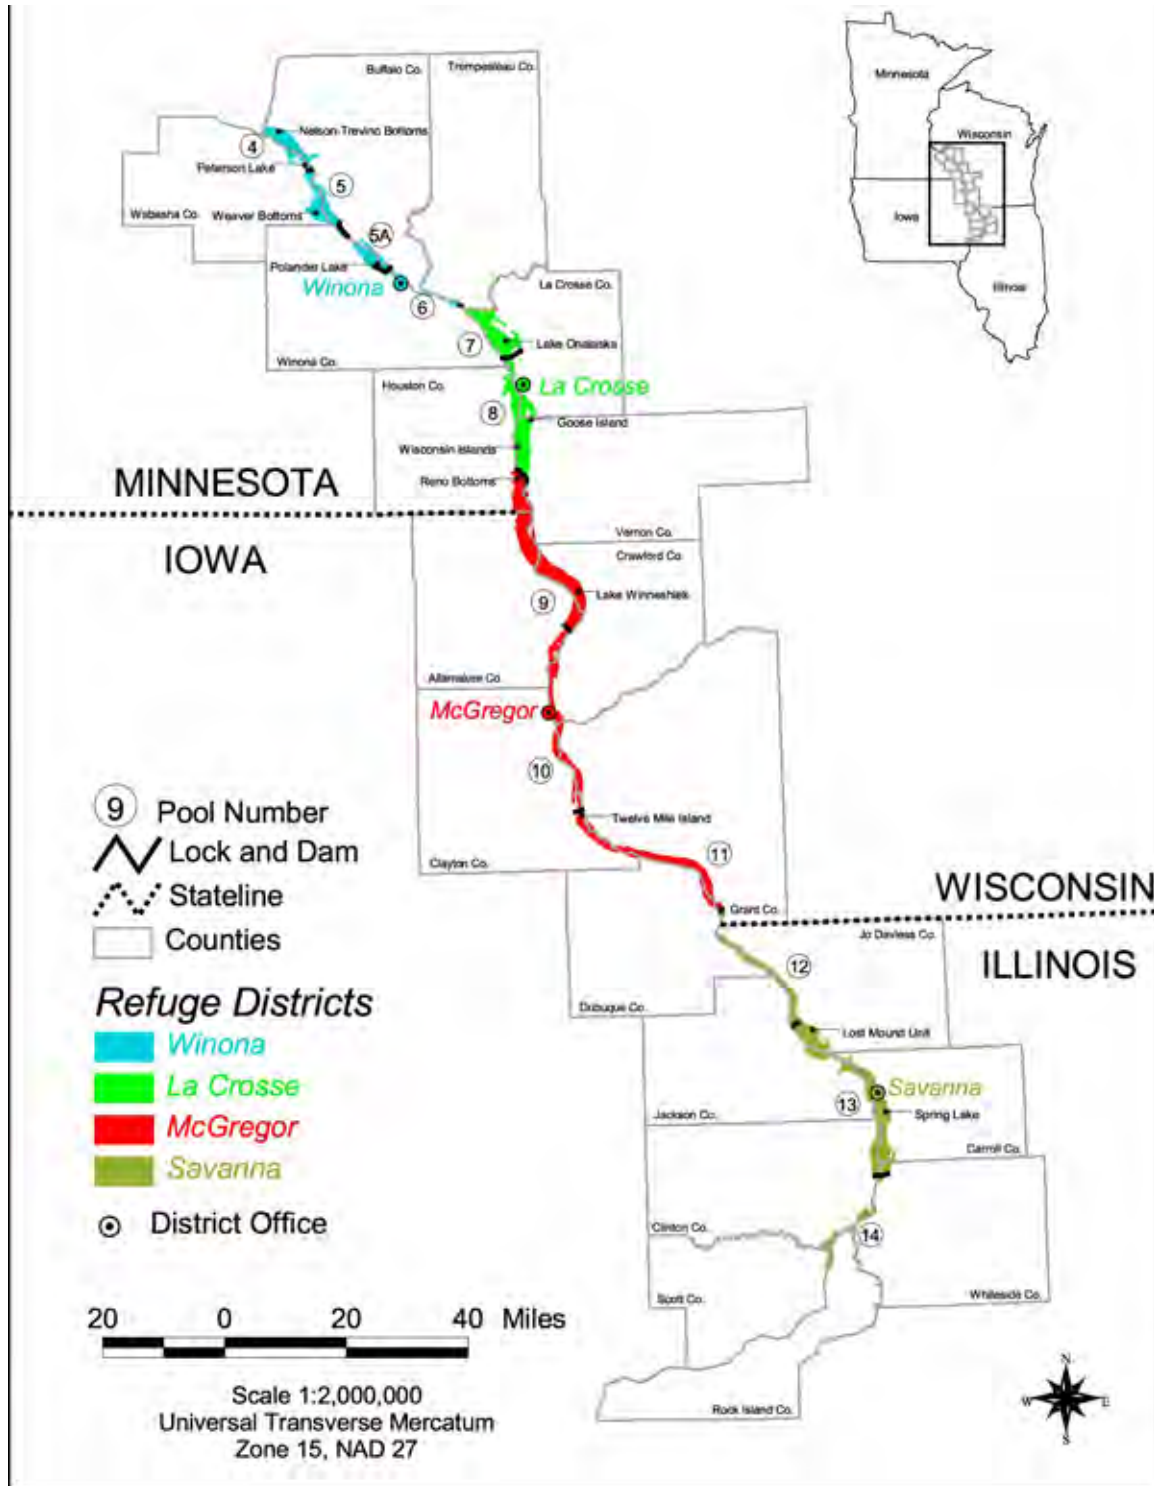 Buffalo Co.
Trempealeau Co.
Minnesota
Wisconsin
Iowa
Illinois
4
Nelson-Trevino Bottoms
Peterson Lake
5
Wabasha Co.
Weaver Bottoms
5A
Polander Lake
Winona
6
La Crosse Co.
7
Lake Onalaska
Winona Co.
Houston Co.
La Crosse
8
Goose Island
Wisconsin Islands
Reno Bottoms
MINNESOTA
IOWA
Vernon Co.
Crawford Co.
9
Lake Winneshiek
Allamakee Co.
McGregor
10
Twelve Mile Island
Clayton Co.
11
Grant Co.
WISCONSIN
ILLINOIS
Jo Daviess Co.
12
Dubuque Co.
Lost Mound Unit
Savanna
13
Jackson Co.
Spring Lake
Carroll Co.
Clinton Co.
14
Scott Co.
Whiteside Co.
Rock Island Co.
9 Pool Number
Lock and Dam
Stateline
Counties
Refuge Districts
Winona
La Crosse
McGregor
Savanna
District Office
20 0 20 40 Miles
Scale 1:2,000,000
Universal Transverse Mercatum
Zone 15, NAD 27
N
W E
S